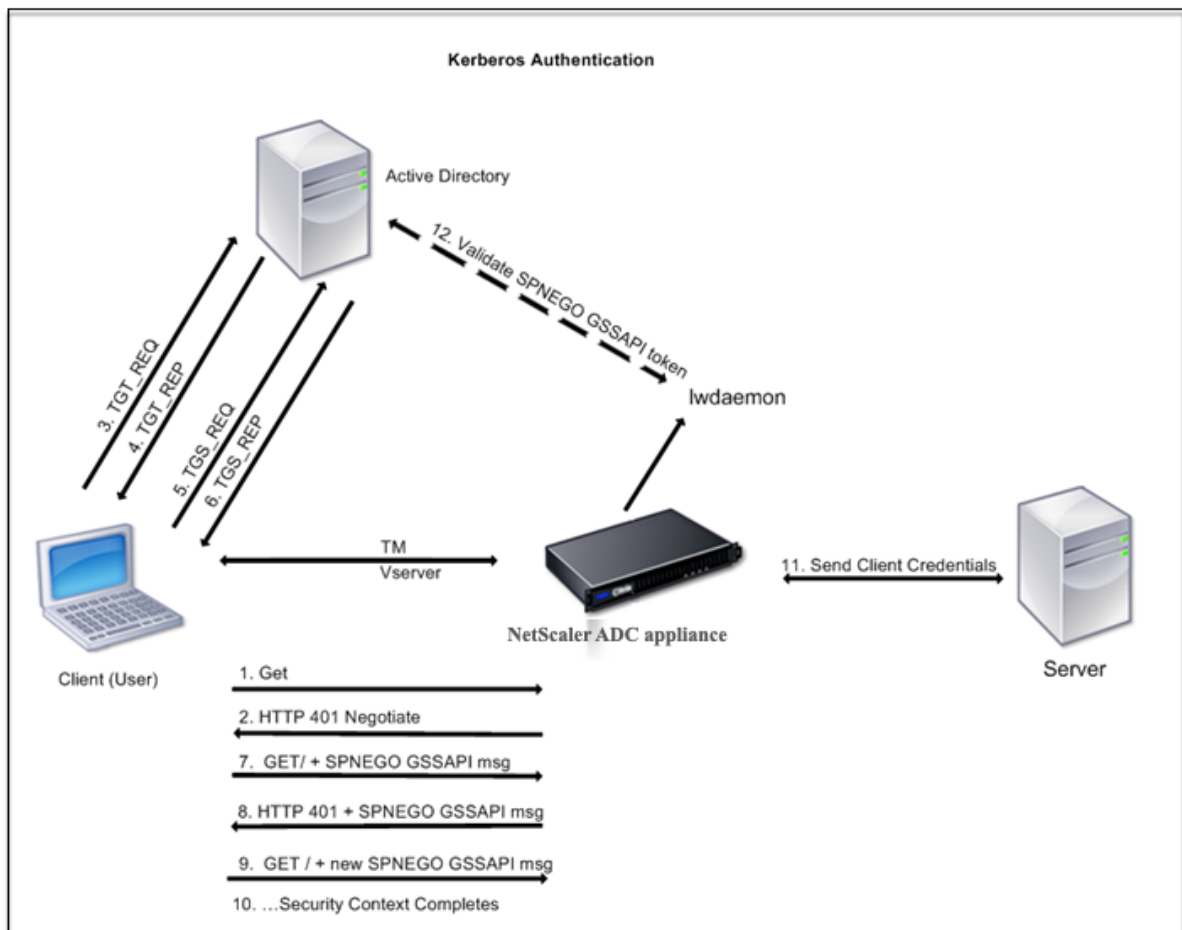 Kerberos Authentication
Active Directory
12. Validate SPNEGO GSSAPI token
3. TGT_REQ
4. TGT_REP
5. TGS_REQ
6. TGS_REP
lwdaemon
TM
Vserver
11. Send Client Credentials
NetScaler ADC appliance
Client (User)
Server
1. Get
2. HTTP 401 Negotiate
7. GET/ + SPNEGO GSSAPI msg
8. HTTP 401 + SPNEGO GSSAPI msg
9. GET / + new SPNEGO GSSAPI msg
10. ...Security Context Completes